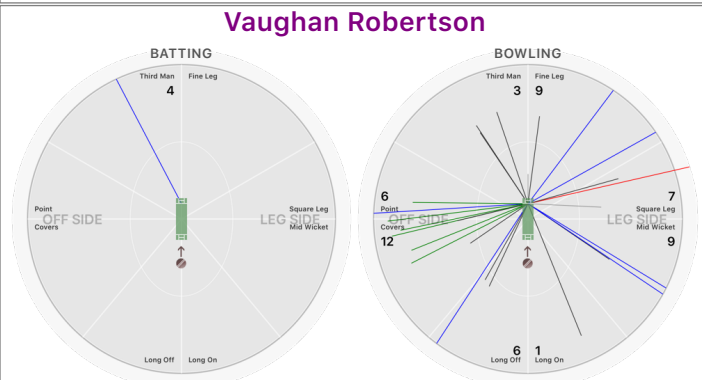 Vaughan Robertson
BATTING
Third Man Fine Leg
4
Point
OFF SIDE
Covers
Square Leg
LEG SIDE
Mid Wicket
Long Off Long On
BOWLING
Third Man Fine Leg
3 9
6
Point
OFF SIDE
Covers
12
7
Square Leg
LEG SIDE
Mid Wicket
9
6 1
Long Off Long On